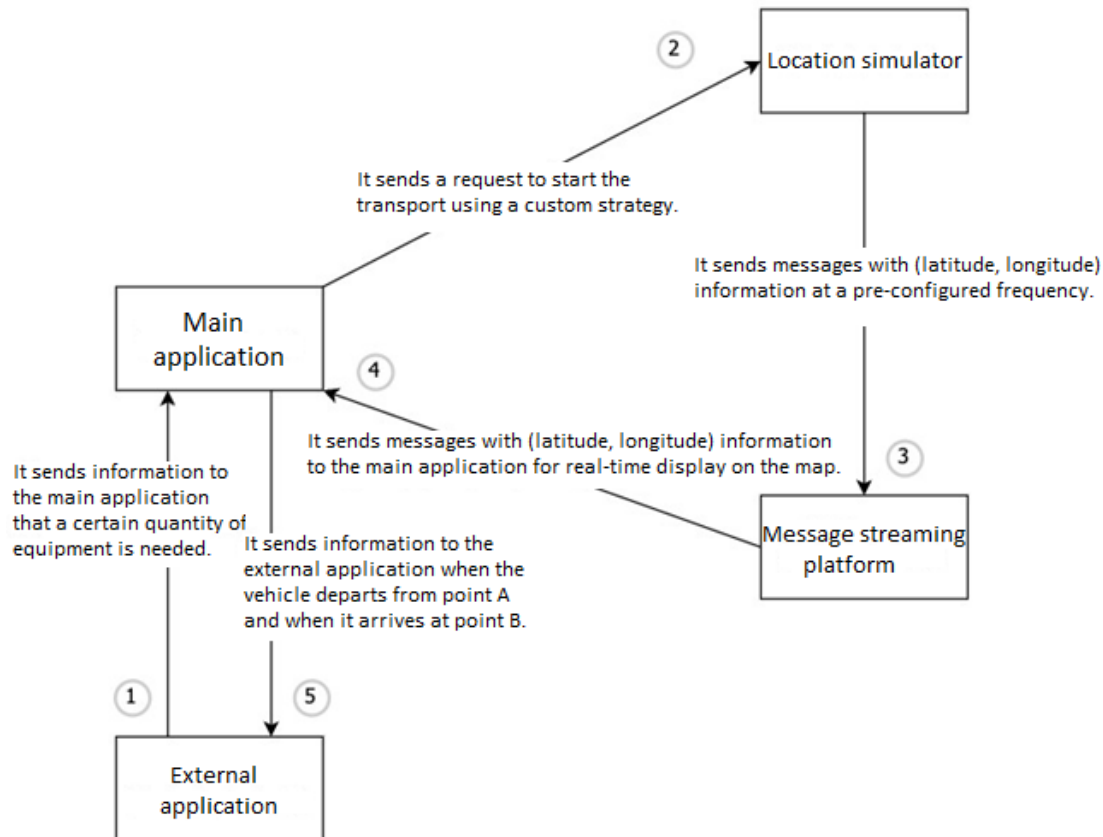 2
Location simulator
It sends a request to start the
transport using a custom strategy.
It sends messages with (latitude, longitude)
information at a pre-configured frequency.
Main
application
4
It sends messages with (latitude, longitude) information
to the main application for real-time display on the map.
3
It sends information to
the main application
that a certain quantity of
equipment is needed.
Message streaming
platform
It sends information to the
external application when the
vehicle departs from point A
and when it arrives at point B.
1
5
External
application